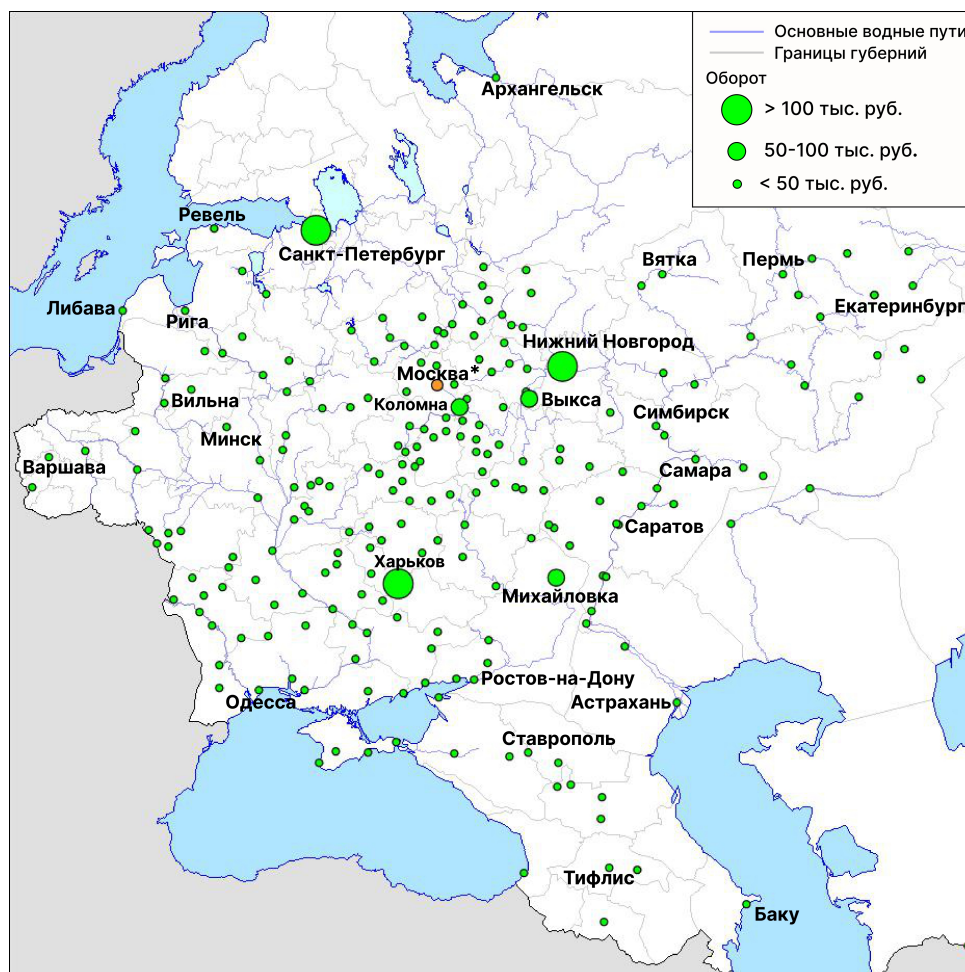 Основные водные пути
Границы губерний
Оборот
> 100 тыс. руб.
50-100 тыс. руб.
< 50 тыс. руб.
Архангельск
Ревель
Санкт-Петербург
Вятка
Пермь
Либава
Рига
Екатеринбург
Нижний Новгород
Москва*
Вильна
Коломна
Выкса
Симбирск
Минск
Варшава
Самара
Саратов
Харьков
Михайловка
Ростов-на-Дону
Одесса
Астрахань
Ставрополь
Тифлис
Баку